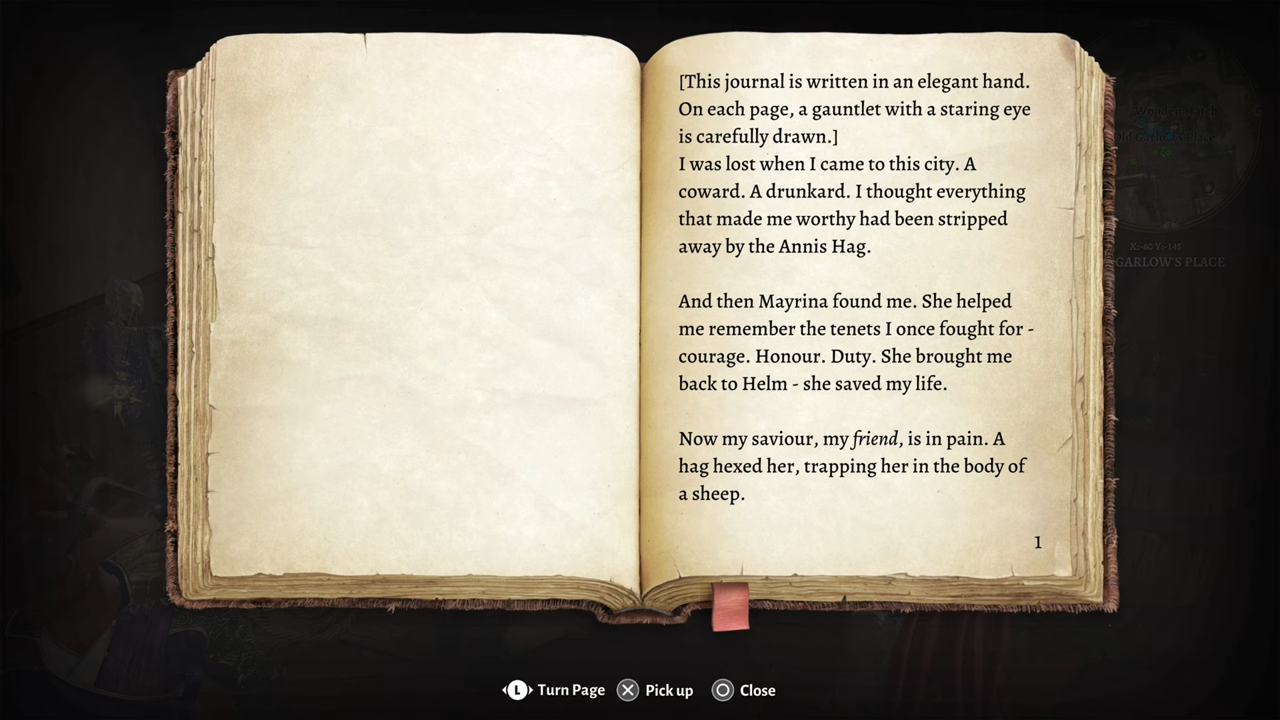 [This journal is written in an elegant hand.
On each page, a gauntlet with a staring eye
is carefully drawn.]
I was lost when I came to this city. A
coward. A drunkard. I thought everything
that made me worthy had been stripped
away by the Annis Hag.
And then Mayrina found me. She helped
me remember the tenets I once fought for -
courage. Honour. Duty. She brought me
back to Helm - she saved my life.
Now my saviour, my friend, is in pain. A
hag hexed her, trapping her in the body of
a sheep.
1
X:-60 Y:-145
GARLOW'S PLACE
L Turn Page Pick up Close